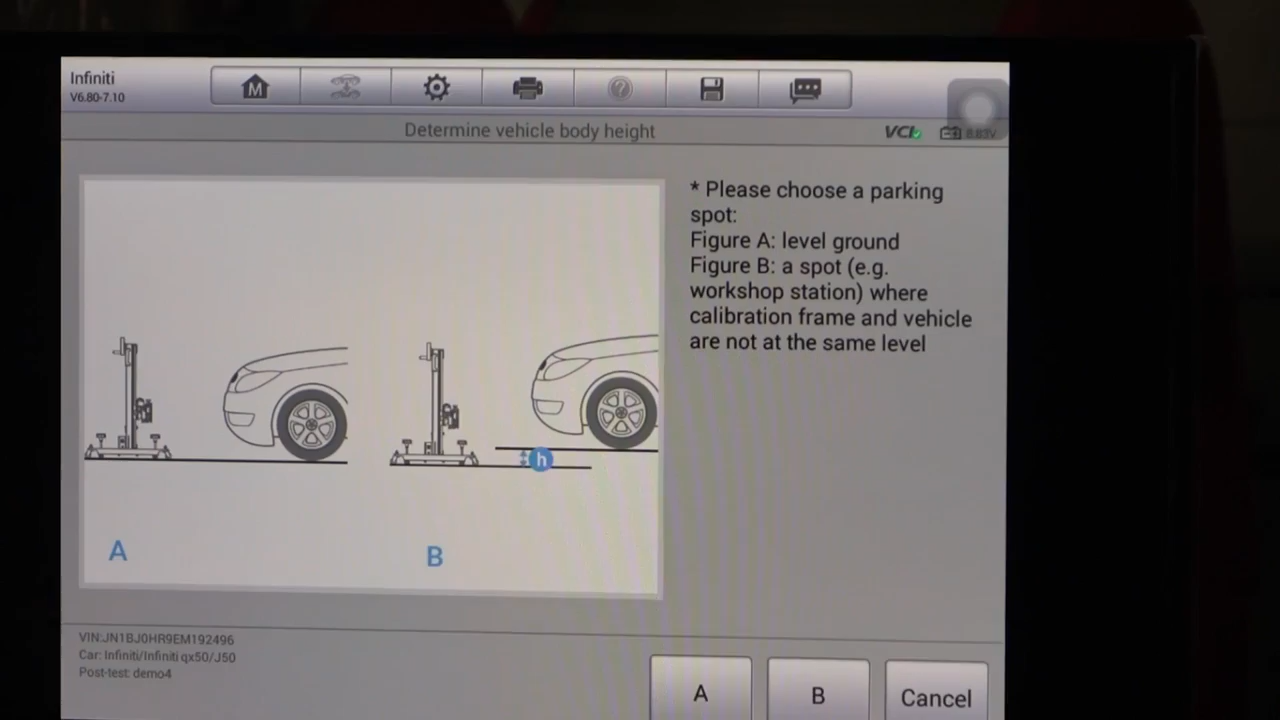 Infiniti
V6.80-7.10
M
Determine vehicle body height
VCI
8.83V
* Please choose a parking
spot:
Figure A: level ground
Figure B: a spot (e.g.
workshop station) where
calibration frame and vehicle
are not at the same level
h
A
B
VIN:JN1BJ0HR9EM192496
Car: Infiniti/Infiniti qx50/J50
Post-test: demo4
A
B
Cancel